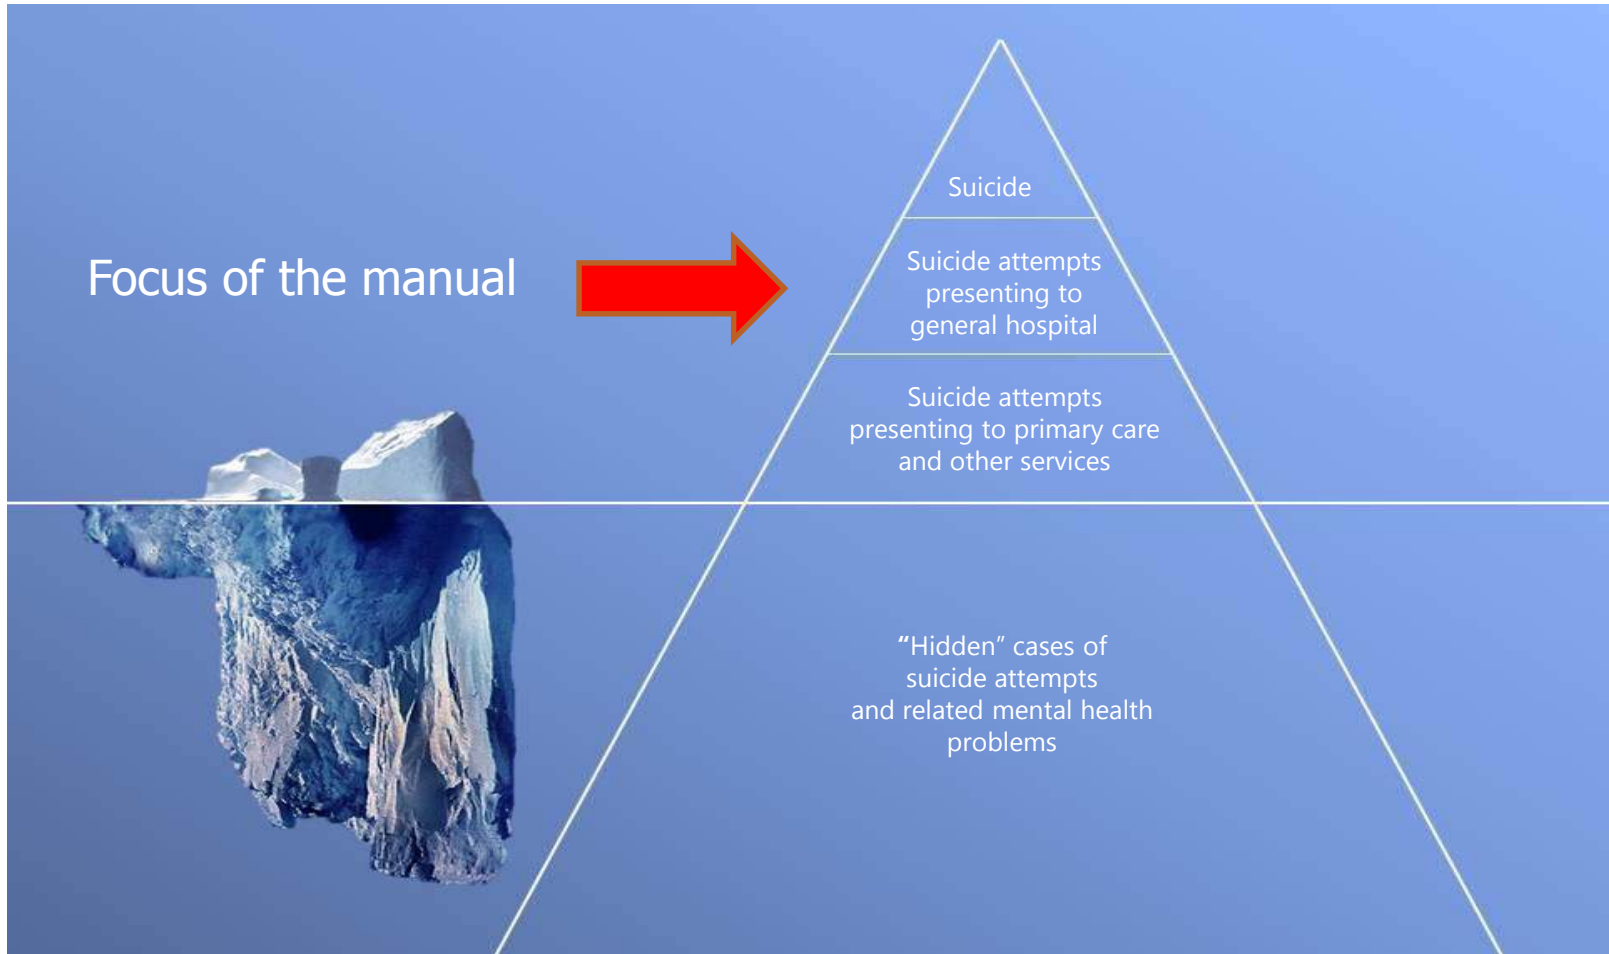 Suicide
Focus of the manual
Suicide attempts
presenting to
general hospital
Suicide attempts
presenting to primary care
and other services
“Hidden” cases of
suicide attempts
and related mental health
problems